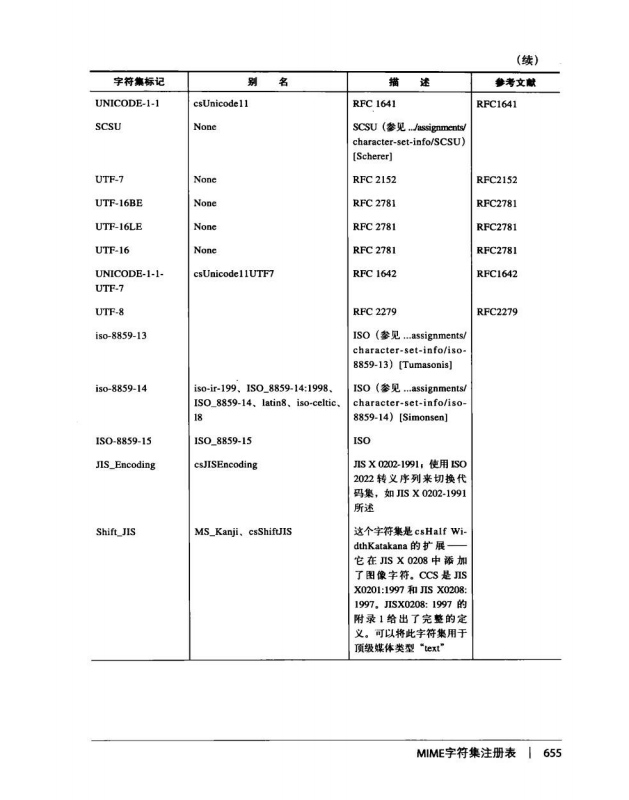 （续）
字符集标记 别 名 描 述 参考文献
UNICODE-1-1 csUnicode11 RFC 1641 RFC1641
SCSU None SCSU（参见 .../assignments/
character-set-info/SCSU）
[Scherer]
UTF-7 None RFC 2152 RFC2152
UTF-16BE None RFC 2781 RFC2781
UTF-16LE None RFC 2781 RFC2781
UTF-16 None RFC 2781 RFC2781
UNICODE-1-1- csUnicode11UTF7 RFC 1642 RFC1642
UTF-7
UTF-8 RFC 2279 RFC2279
iso-8859-13 ISO（参见 ...assignments/
character-set-info/iso-
8859-13）[Tumasonis]
iso-8859-14 iso-ir-199、ISO_8859-14:1998、 ISO（参见 ...assignments/
ISO_8859-14、latin8、iso-celtic、 character-set-info/iso-
l8 8859-14）[Simonsen]
ISO-8859-15 ISO_8859-15 ISO
JIS_Encoding csJISEncoding JIS X 0202-1991；使用 ISO
2022 转义序列来切换代
码集，如 JIS X 0202-1991
所述
Shift_JIS MS_Kanji、csShiftJIS 这个字符集是 csHalf Wi-
dthKatakana 的扩展——
它在 JIS X 0208 中添加
了图像字符。CCS 是 JIS
X0201:1997 和 JIS X0208:
1997。JISX0208: 1997 的
附录 1 给出了完整的定
义。可以将此字符集用于
顶级媒体类型“text”
MIME字符集注册表 | 655